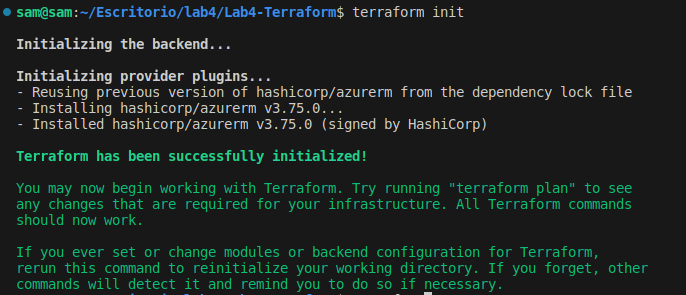 sam@sam:~/Escritorio/lab4/Lab4-Terraform$ terraform init
Initializing the backend...
Initializing provider plugins...
- Reusing previous version of hashicorp/azurerm from the dependency lock file
- Installing hashicorp/azurerm v3.75.0...
- Installed hashicorp/azurerm v3.75.0 (signed by HashiCorp)
Terraform has been successfully initialized!
You may now begin working with Terraform. Try running "terraform plan" to see
any changes that are required for your infrastructure. All Terraform commands
should now work.
If you ever set or change modules or backend configuration for Terraform,
rerun this command to reinitialize your working directory. If you forget, other
commands will detect it and remind you to do so if necessary.